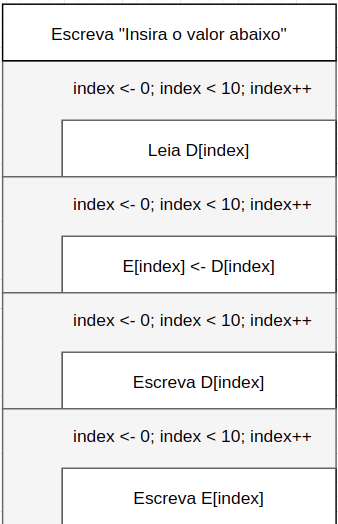 Escreva "Insira o valor abaixo"
index <- 0; index < 10; index++
Leia D[index]
index <- 0; index < 10; index++
E[index] <- D[index]
index <- 0; index < 10; index++
Escreva D[index]
index <- 0; index < 10; index++
Escreva E[index]